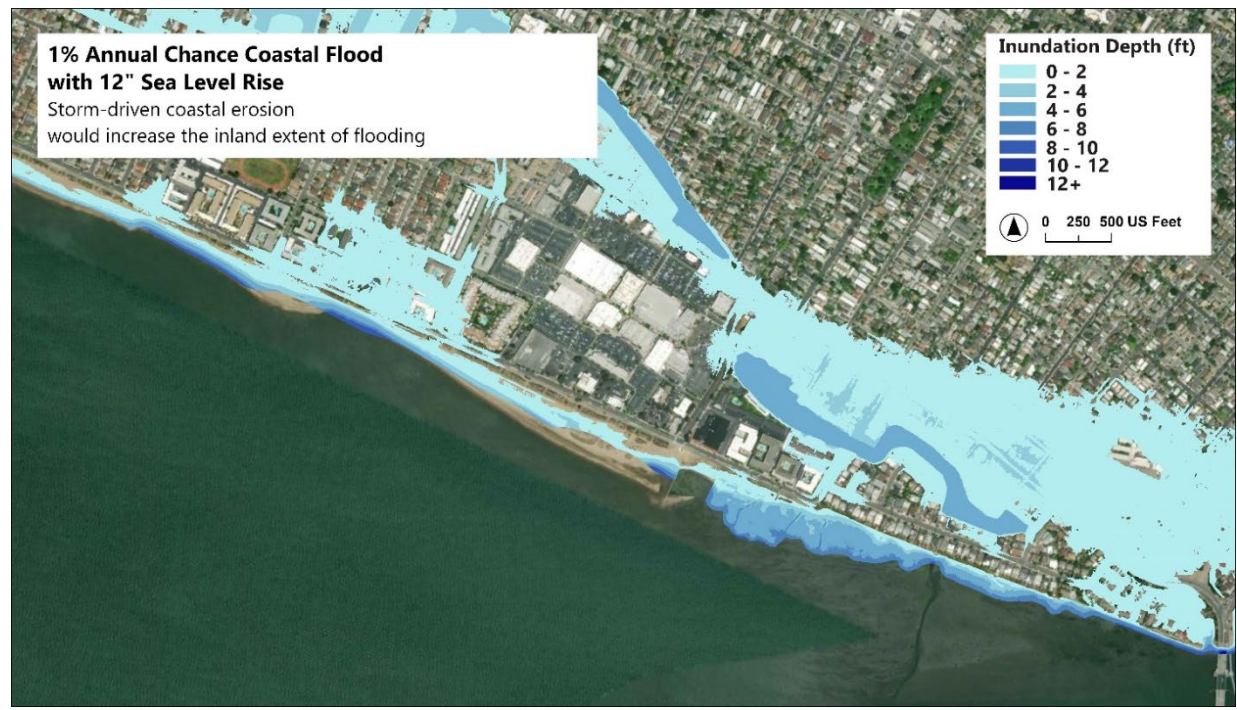 1% Annual Chance Coastal Flood
with 12" Sea Level Rise
Storm-driven coastal erosion
would increase the inland extent of flooding
Inundation Depth (ft)
0 - 2
2 - 4
4 - 6
6 - 8
8 - 10
10 - 12
12+
0 250 500 US Feet